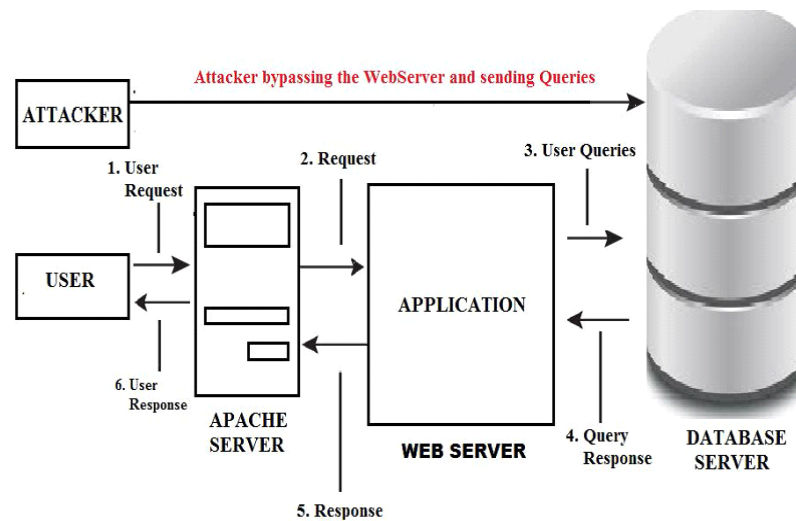 Attacker bypassing the WebServer and sending Queries
ATTACKER
1. User
Request
2. Request
3. User Queries
USER
APPLICATION
6. User
Response
APACHE
SERVER
WEB SERVER
4. Query
Response
DATABASE
SERVER
5. Response